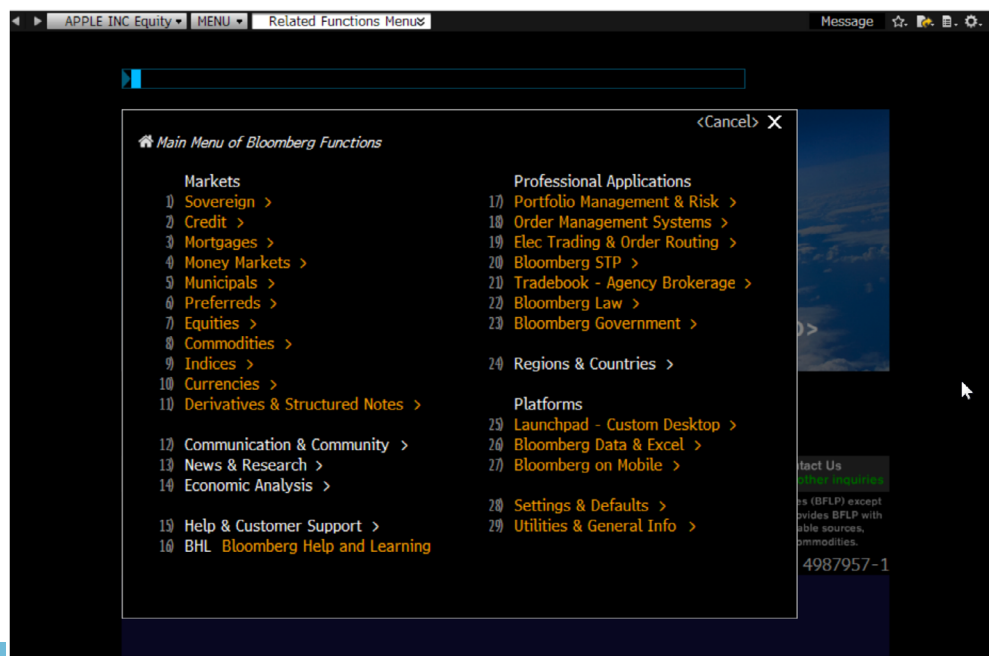 APPLE INC Equity MENU Related Functions Menu Message
<Cancel> X
Main Menu of Bloomberg Functions
Markets
1) Sovereign >
2) Credit >
3) Mortgages >
4) Money Markets >
5) Municipals >
6) Preferreds >
7) Equities >
8) Commodities >
9) Indices >
10) Currencies >
11) Derivatives & Structured Notes >
12) Communication & Community >
13) News & Research >
14) Economic Analysis >
15) Help & Customer Support >
16) BHL Bloomberg Help and Learning
Professional Applications
17) Portfolio Management & Risk >
18) Order Management Systems >
19) Elec Trading & Order Routing >
20) Bloomberg STP >
21) Tradebook - Agency Brokerage >
22) Bloomberg Law >
23) Bloomberg Government >
24) Regions & Countries >
Platforms
25) Launchpad - Custom Desktop >
26) Bloomberg Data & Excel >
27) Bloomberg on Mobile >
28) Settings & Defaults >
29) Utilities & General Info >
>
Us
other inquiries
(BFLP) except
BFLP with
sources,
4987957-1